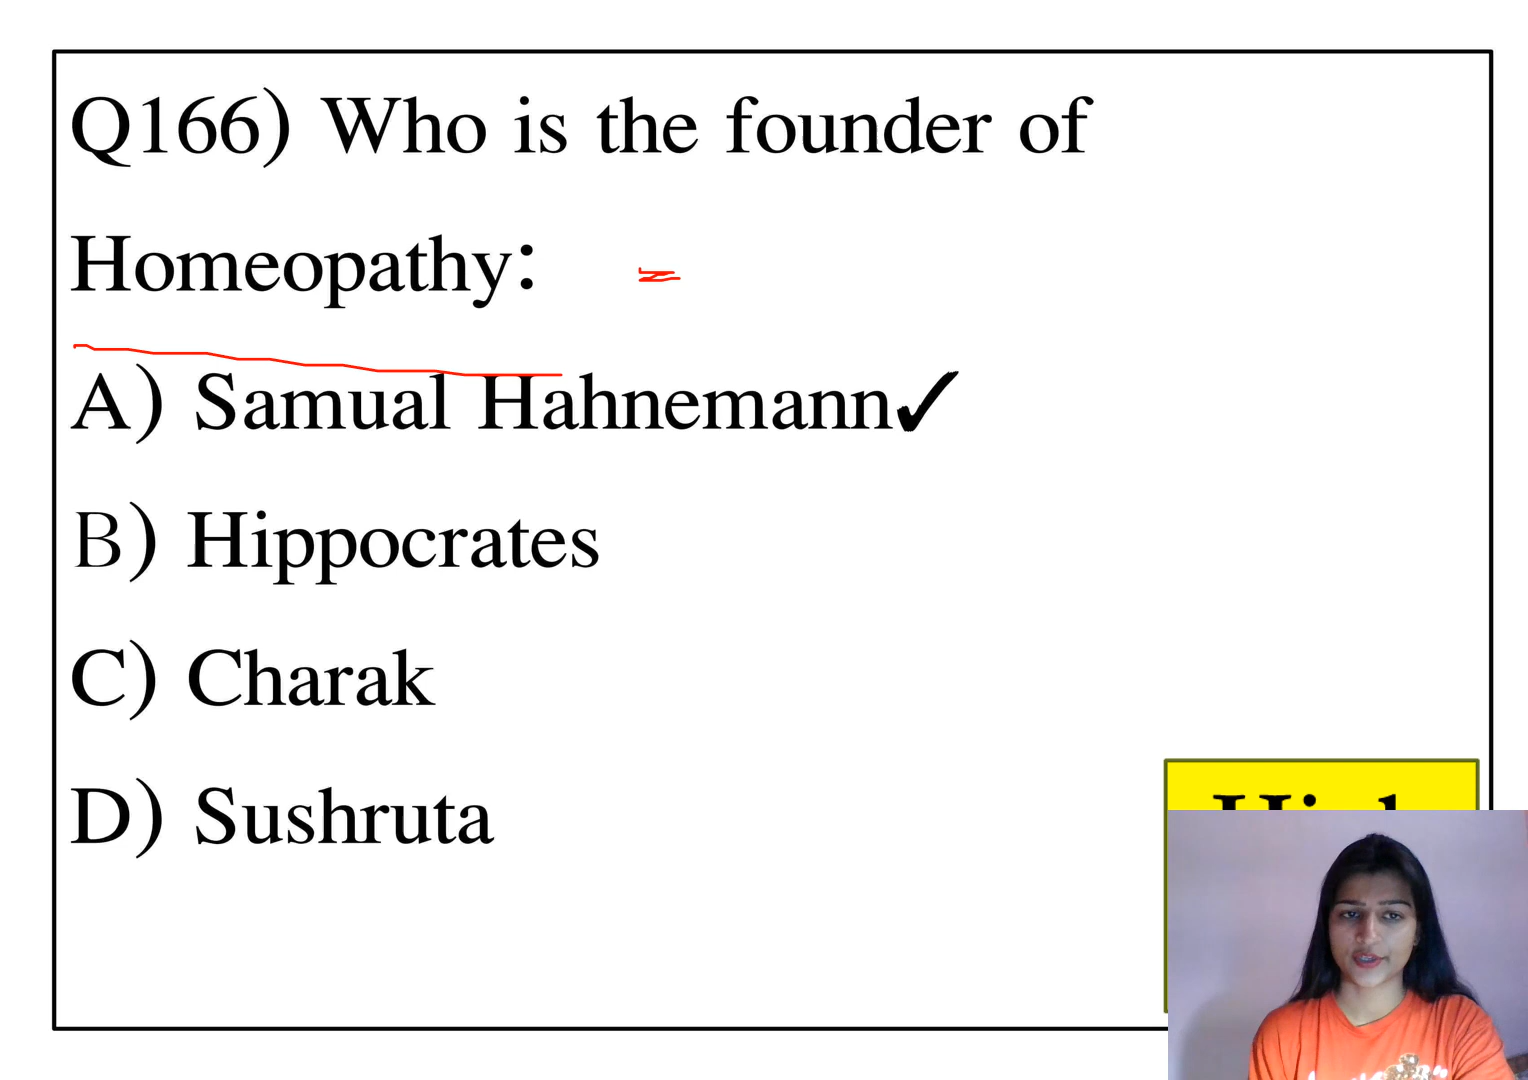 Q166) Who is the founder of
Homeopathy:
A) Samual Hahnemann✓
B) Hippocrates
C) Charak
D) Sushruta